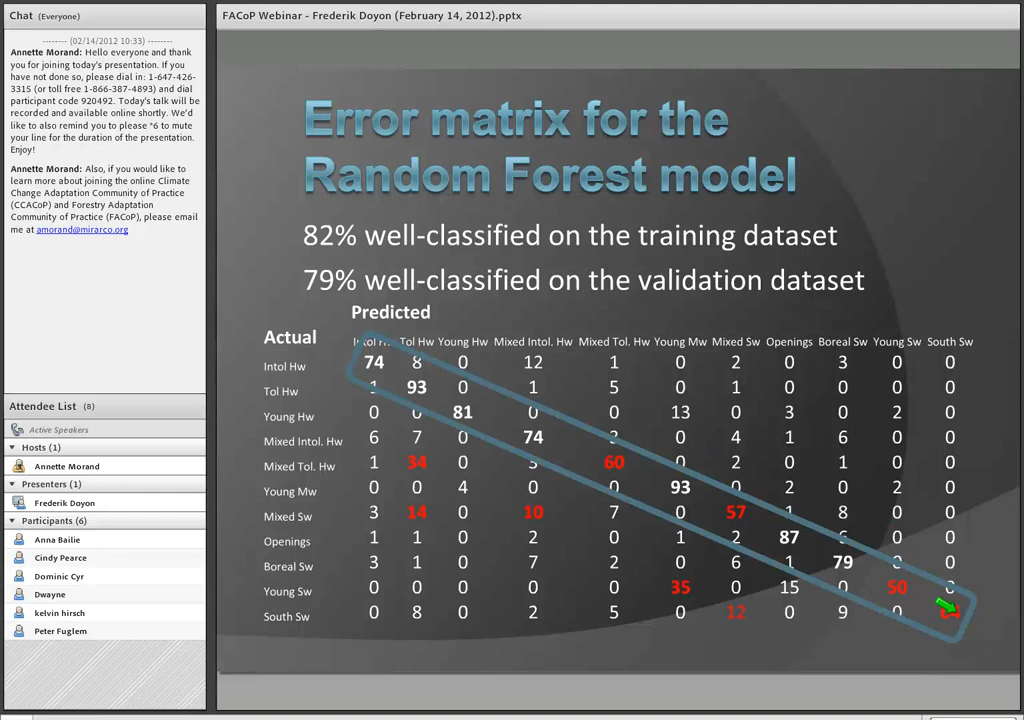 Chat (Everyone)
-------- (02/14/2012 10:33) --------
Annette Morand: Hello everyone and thank
you for joining today's presentation. If you
have not done so, please dial in: 1-647-426-
3315 (or toll free 1-866-387-4893) and dial
participant code 920492. Today's talk will be
recorded and available online shortly. We'd
like to also remind you to please *6 to mute
your line for the duration of the presentation.
Enjoy!
Annette Morand: Also, if you would like to
learn more about joining the online Climate
Change Adaptation Community of Practice
(CCACoP) and Forestry Adaptation
Community of Practice (FACoP), please email
me at amorand@mirarco.org
Attendee List (8)
Active Speakers
Hosts (1)
Annette Morand
Presenters (1)
Frederik Doyon
Participants (6)
Anna Bailie
Cindy Pearce
Dominic Cyr
Dwayne
kelvin hirsch
Peter Fuglem
FACoP Webinar - Frederik Doyon (February 14, 2012).pptx
Error matrix for the
Random Forest model
82% well-classified on the training dataset
79% well-classified on the validation dataset
Predicted
Actual
Tol Hw Young Hw Mixed Intol. Hw Mixed Tol. Hw Young Mw Mixed Sw Openings Boreal Sw Young Sw South Sw
Intol Hw 74 8 0 12 1 0 2 0 3 0 0
Tol Hw 1 93 0 1 5 0 1 0 0 0 0
Young Hw 0 0 81 0 0 13 0 3 0 2 0
Mixed Intol. Hw 6 7 0 74 3 0 4 1 6 0 0
Mixed Tol. Hw 1 34 0 3 60 0 2 0 1 0 0
Young Mw 0 0 4 0 0 93 0 2 0 2 0
Mixed Sw 3 14 0 10 7 0 57 1 8 0 0
Openings 1 1 0 2 0 1 2 87 6 0 0
Boreal Sw 3 1 0 7 2 0 6 1 79 0 0
Young Sw 0 0 0 0 0 35 0 15 0 50 0
South Sw 0 8 0 2 5 0 12 0 9 0